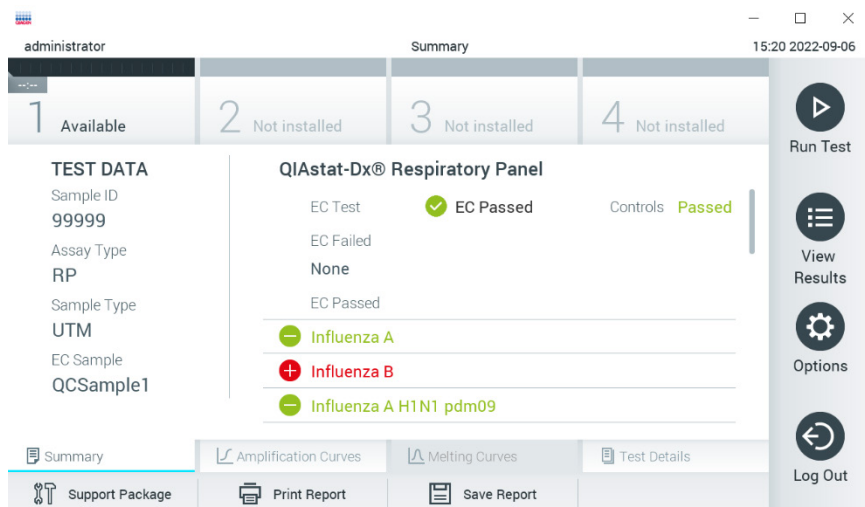 QIAGEN
administrator Summary 15:20 2022-09-06
--:--
1 Available 2 Not installed 3 Not installed 4 Not installed
Run Test
TEST DATA
Sample ID
99999
Assay Type
RP
Sample Type
UTM
EC Sample
QCSample1
QIAstat-Dx® Respiratory Panel
EC Test EC Passed Controls Passed
EC Failed
None
EC Passed
Influenza A
Influenza B
Influenza A H1N1 pdm09
View
Results
Options
Log Out
Summary Amplification Curves Melting Curves Test Details
Support Package Print Report Save Report